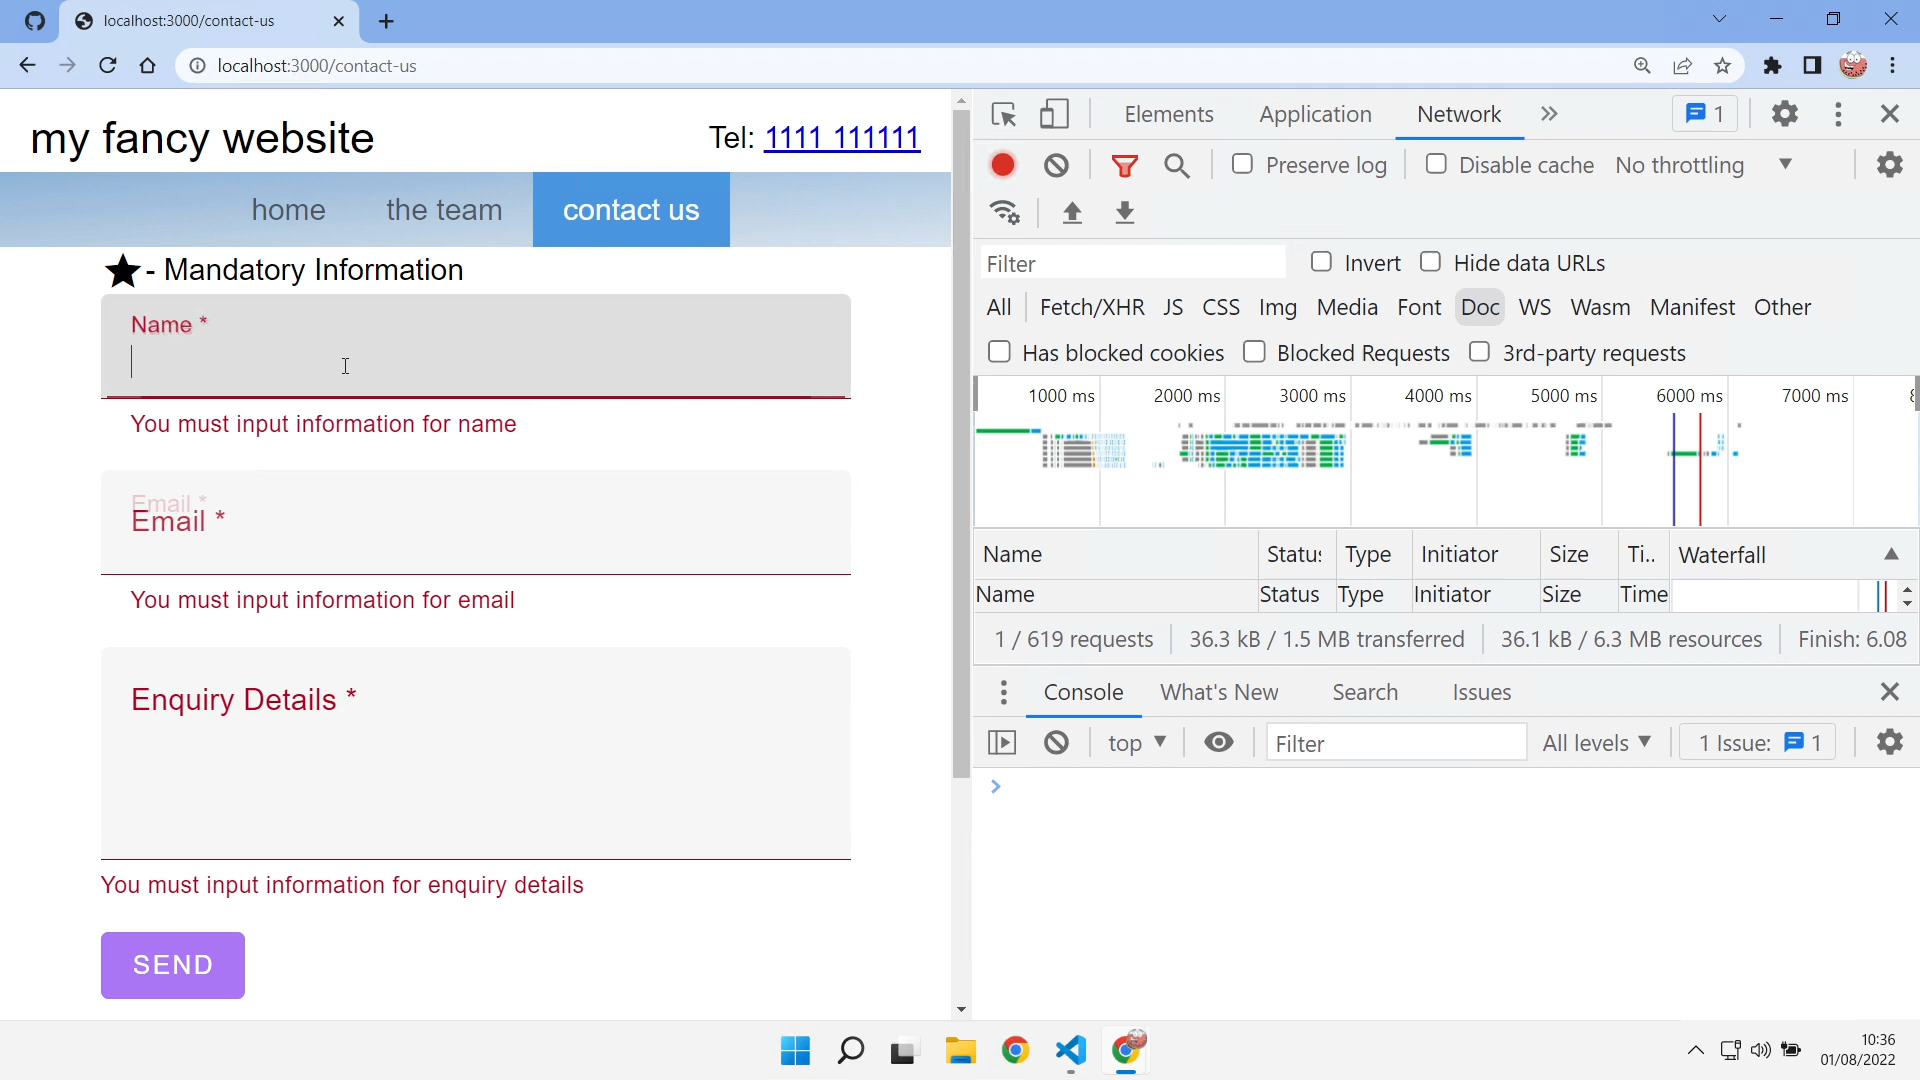 localhost:3000/contact-us
localhost:3000/contact-us
my fancy website
Tel: 1111 111111
home
the team
contact us
- Mandatory Information
Name *
You must input information for name
Email *
Email *
You must input information for email
Enquiry Details *
You must input information for enquiry details
SEND
Elements
Application
Network
1
Preserve log
Disable cache
No throttling
Filter
Invert
Hide data URLs
All
Fetch/XHR
JS
CSS
Img
Media
Font
Doc
WS
Wasm
Manifest
Other
Has blocked cookies
Blocked Requests
3rd-party requests
1000 ms
2000 ms
3000 ms
4000 ms
5000 ms
6000 ms
7000 ms
Name
Status
Type
Initiator
Size
Ti..
Waterfall
Name
Status
Type
Initiator
Size
Time
1 / 619 requests
36.3 kB / 1.5 MB transferred
36.1 kB / 6.3 MB resources
Finish: 6.08
Console
What's New
Search
Issues
top
Filter
All levels
1 Issue:
1
10:36
01/08/2022